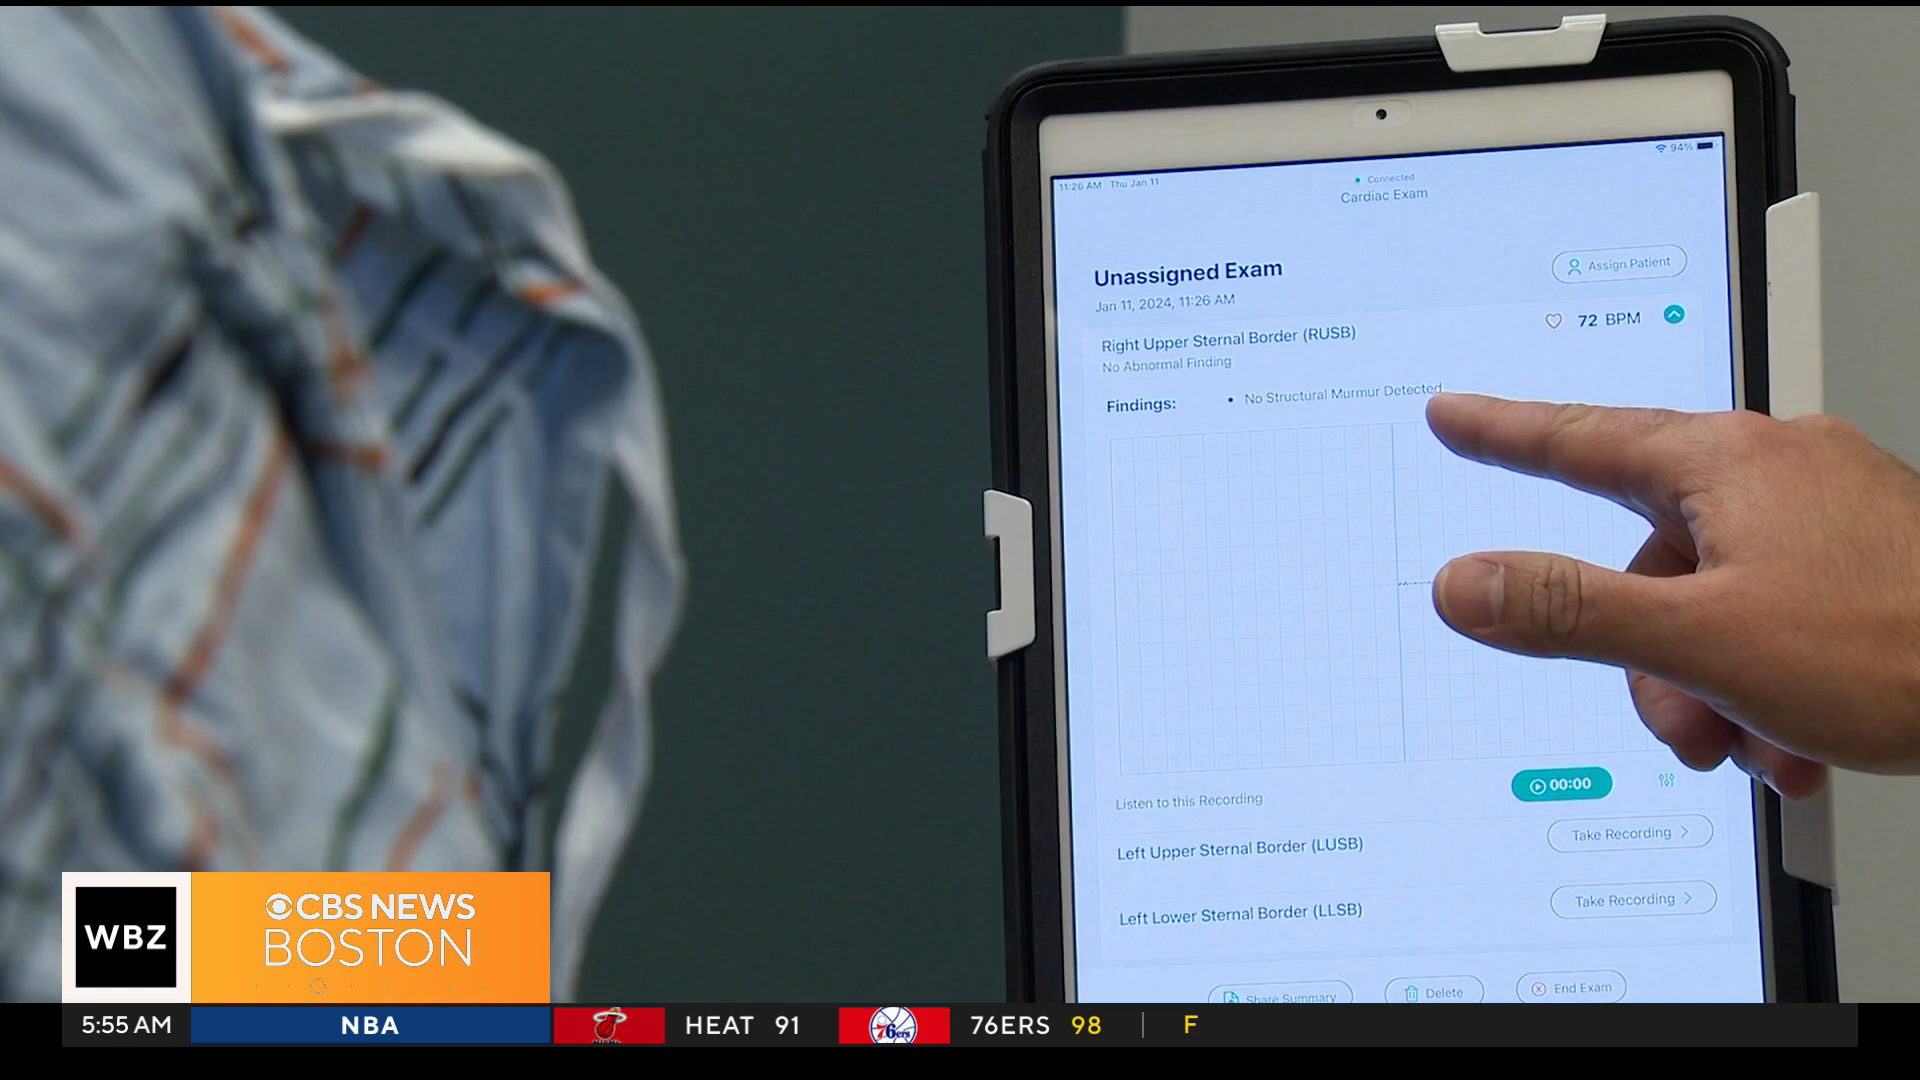 11:26 AM Thu Jan 11
94%
Connected
Cardiac Exam
Unassigned Exam
Assign Patient
Jan 11, 2024, 11:26 AM
Right Upper Sternal Border (RUSB)
72 BPM
No Abnormal Finding
Findings: • No Structural Murmur Detected
Listen to this Recording
00:00
Left Upper Sternal Border (LUSB)
Take Recording >
Left Lower Sternal Border (LLSB)
Take Recording >
Share Summary
Delete
End Exam
WBZ
CBS NEWS
BOSTON
5:55 AM NBA HEAT 91 76ers 76ERS 98 | F